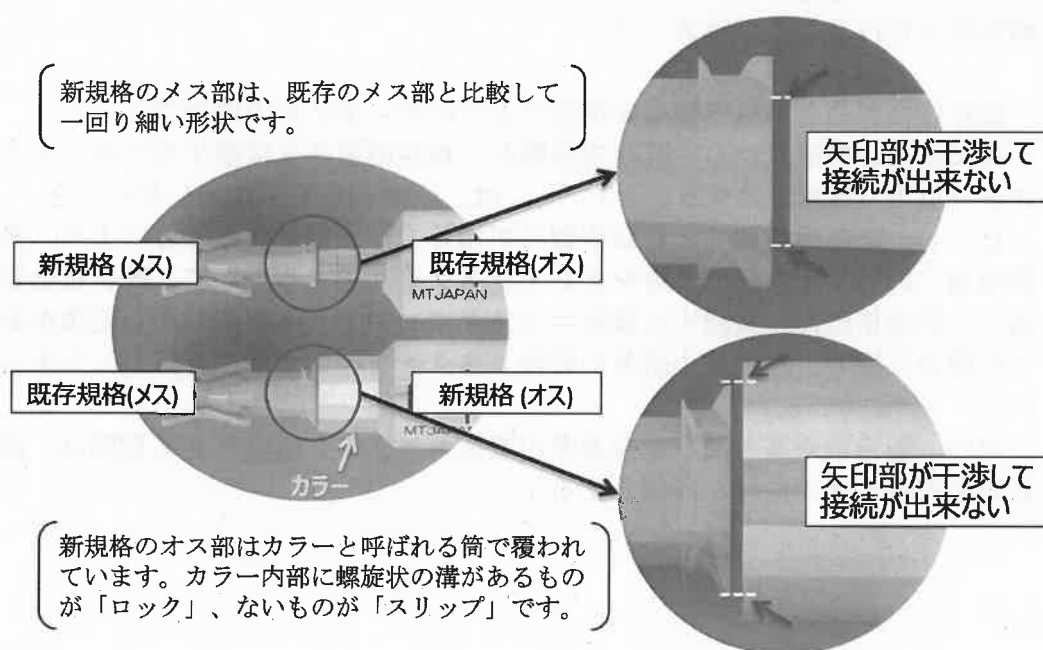 新規格のメス部は、既存のメス部と比較して
一回り細い形状です。
矢印部が干渉して
接続が出来ない
新規格 (メス)
既存規格(オス)
MTJAPAN
既存規格(メス)
新規格 (オス)
MTJAPAN
カラー
矢印部が干渉して
接続が出来ない
新規格のオス部はカラーと呼ばれる筒で覆われ
ています。カラー内部に螺旋状の溝があるもの
が「ロック」、ないものが「スリップ」です。